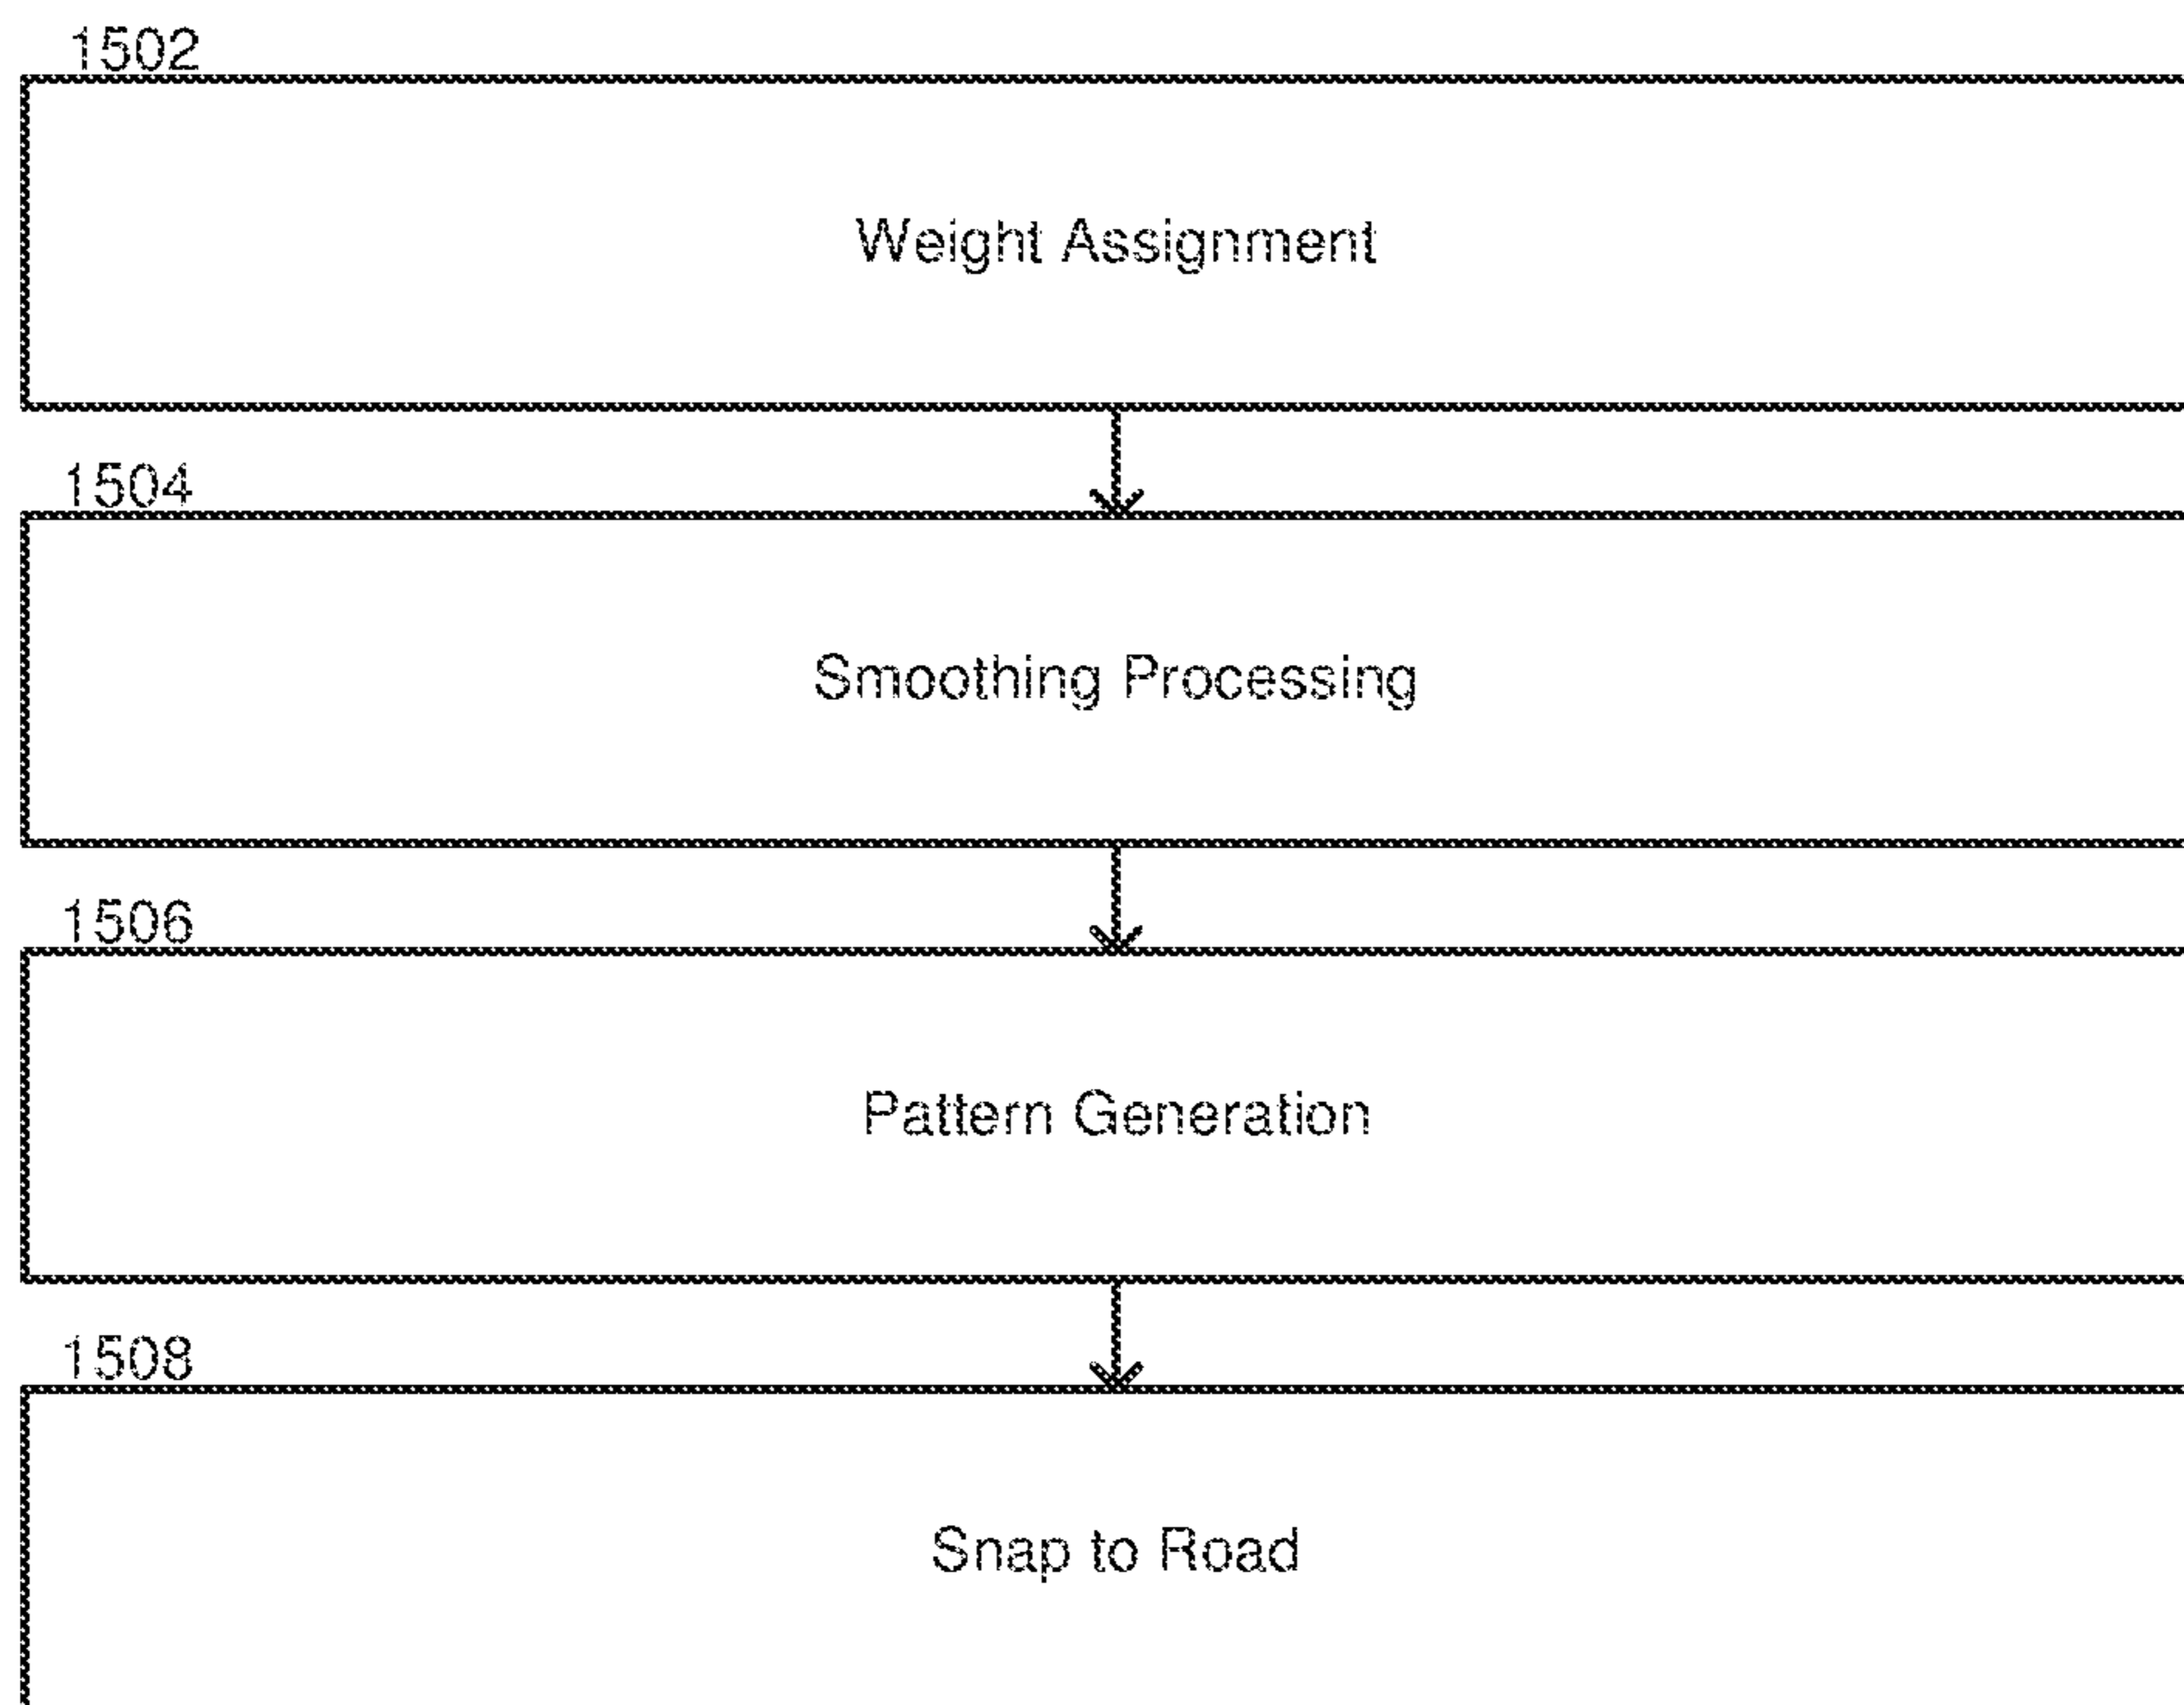 1502
Weight Assignment
1504
Smoothing Processing
1506
Pattern Generation
1508
Snap to Road